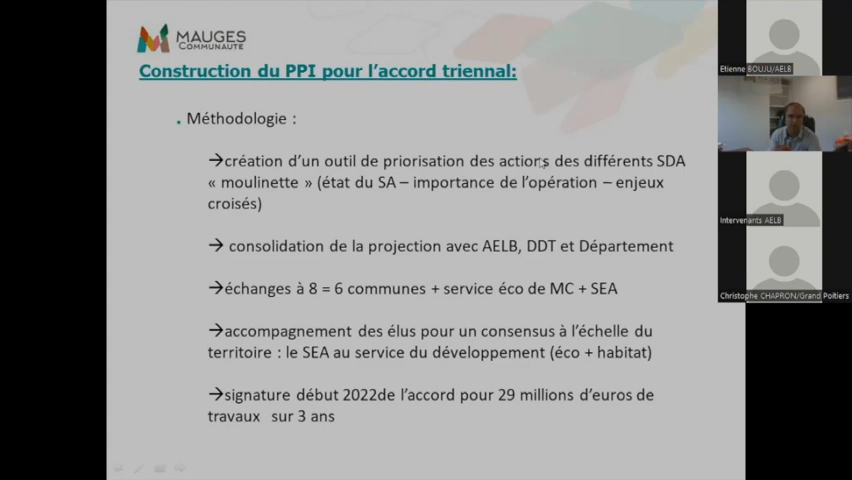 MAUGES
COMMUNAUTÉ
Construction du PPI pour l'accord triennal:
. Méthodologie :
→création d'un outil de priorisation des actions des différents SDA
« moulinette » (état du SA – importance de l'opération – enjeux
croisés)
→ consolidation de la projection avec AELB, DDT et Département
→échanges à 8 = 6 communes + service éco de MC + SEA
→accompagnement des élus pour un consensus à l'échelle du
territoire : le SEA au service du développement (éco + habitat)
→signature début 2022de l'accord pour 29 millions d'euros de
travaux sur 3 ans
Etienne BOUJU/AELB
Intervenants AELB
Christophe CHAPRON/Grand Poitiers